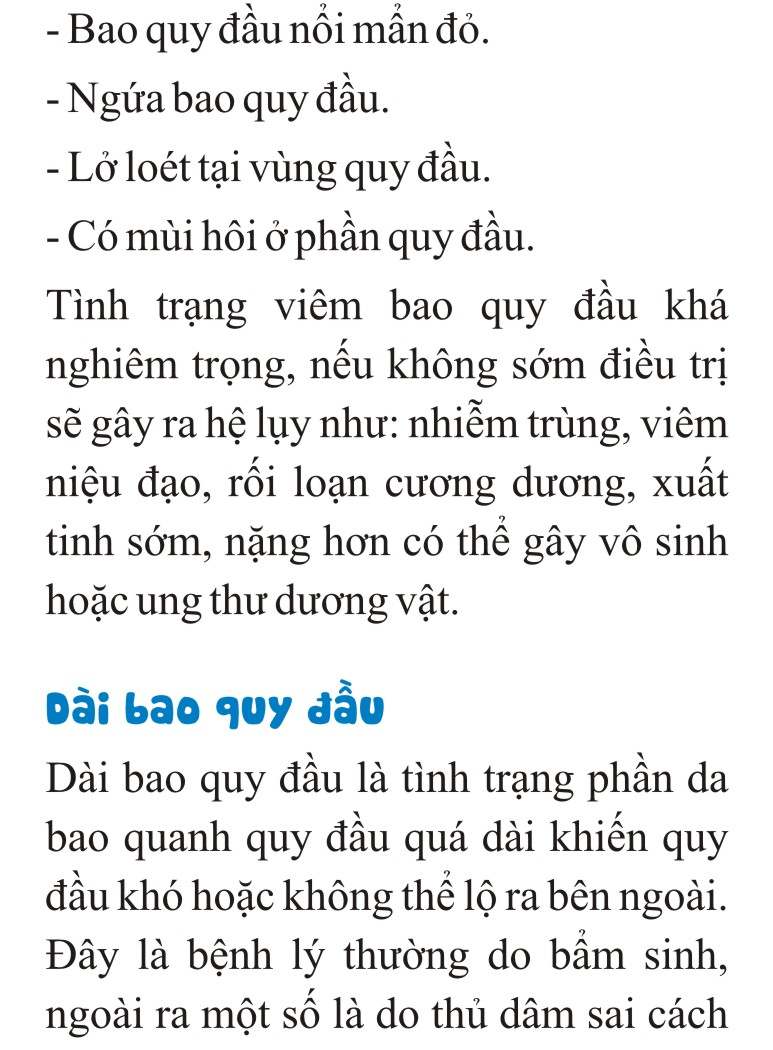 - Bao quy đầu nổi mẩn đỏ.
- Ngứa bao quy đầu.
- Lở loét tại vùng quy đầu.
- Có mùi hôi ở phần quy đầu.
Tình trạng viêm bao quy đầu khá
nghiêm trọng, nếu không sớm điều trị
sẽ gây ra hệ lụy như: nhiễm trùng, viêm
niệu đạo, rối loạn cương dương, xuất
tinh sớm, nặng hơn có thể gây vô sinh
hoặc ung thư dương vật.
Dài bao quy đầu
Dài bao quy đầu là tình trạng phần da
bao quanh quy đầu quá dài khiến quy
đầu khó hoặc không thể lộ ra bên ngoài.
Đây là bệnh lý thường do bẩm sinh,
ngoài ra một số là do thủ dâm sai cách